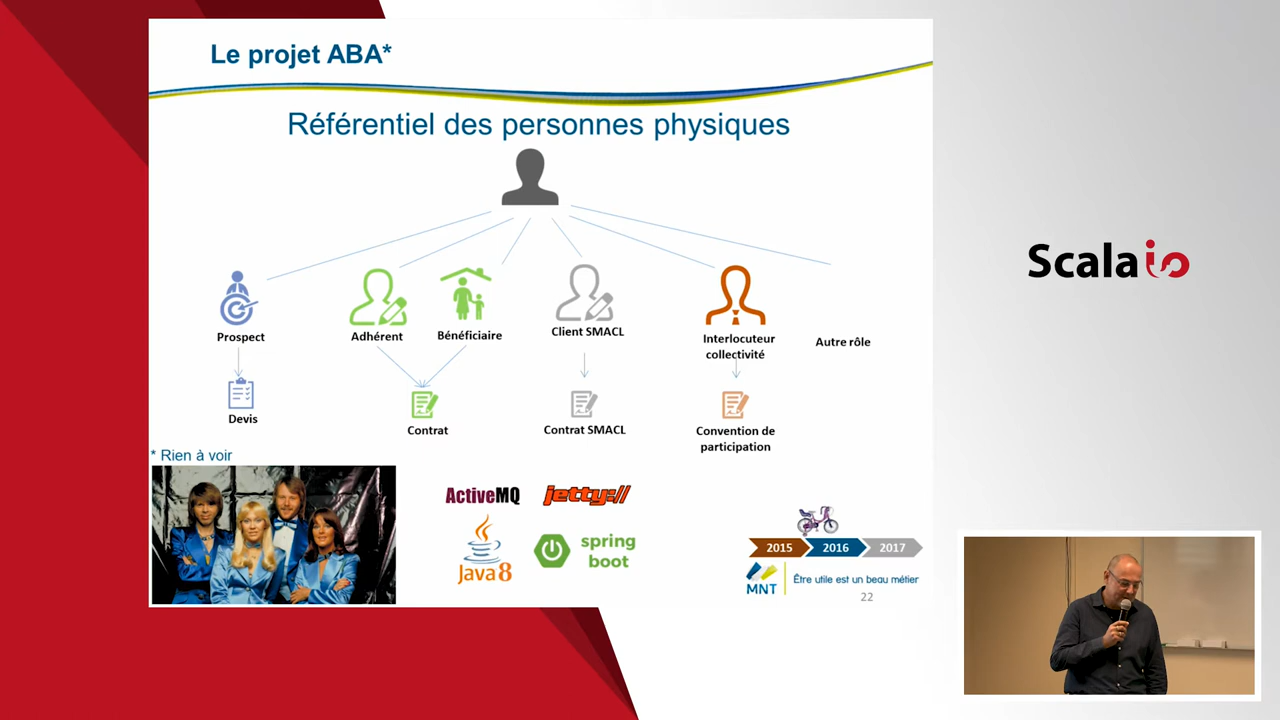 Le projet ABA*
Référentiel des personnes physiques
Prospect
Adhérent
Bénéficiaire
Client SMACL
Interlocuteur
collectivité
Autre rôle
Devis
Contrat
Contrat SMACL
Convention de
participation
* Rien à voir
ActiveMQ
jetty://
Java 8
spring
boot
2015
2016
2017
MNT
Être utile est un beau métier
22
Scalaio